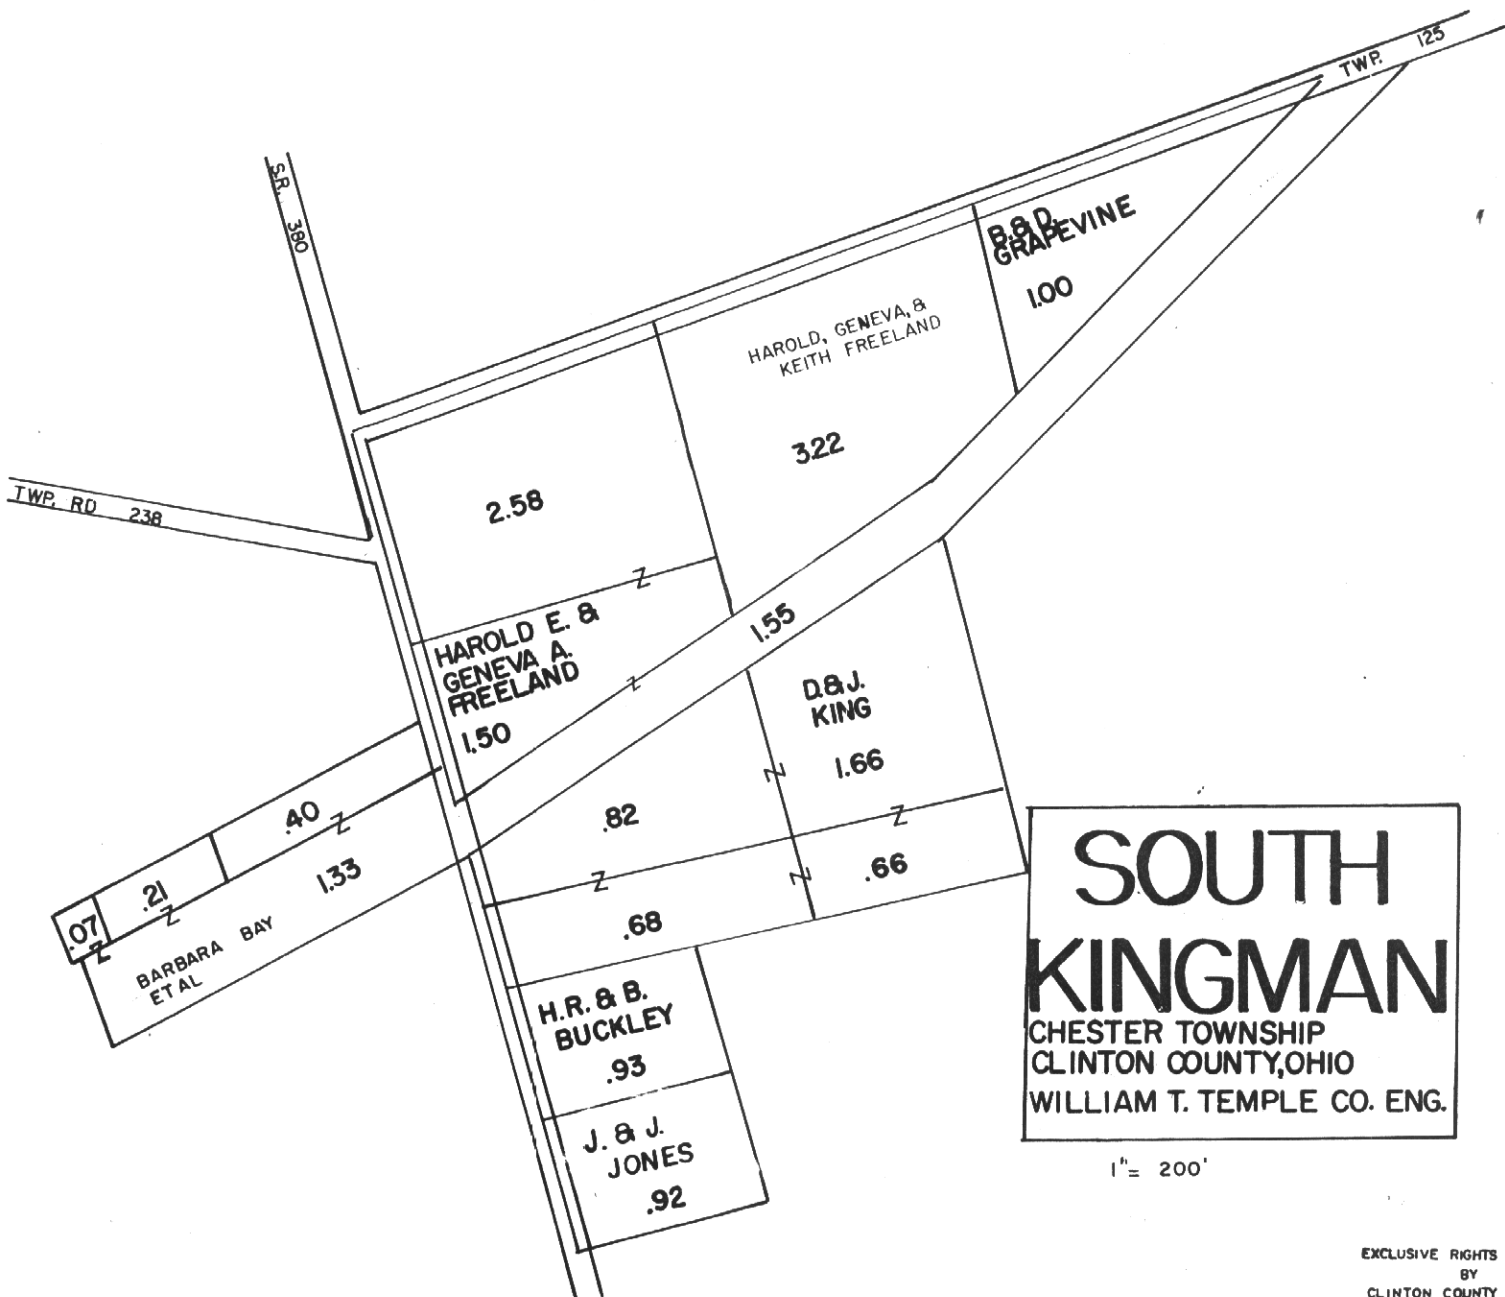 TWP. 125
S.R. 380
B.&D.
GRAPEVINE
1.00
HAROLD, GENEVA, &
KEITH FREELAND
3.22
2.58
TWP. RD 238
Z
HAROLD E. &
GENEVA A.
FREELAND
1.50
Z
1.55
D.&J.
KING
1.66
Z
Z
.82
.40
Z
1.33
.21
Z
.07
Z
BARBARA BAY
ET AL
Z
Z
.66
.68
H.R. & B.
BUCKLEY
.93
J. & J.
JONES
.92
SOUTH
KINGMAN
CHESTER TOWNSHIP
CLINTON COUNTY, OHIO
WILLIAM T. TEMPLE CO. ENG.
1"= 200'
EXCLUSIVE RIGHTS
BY
CLINTON COUNTY